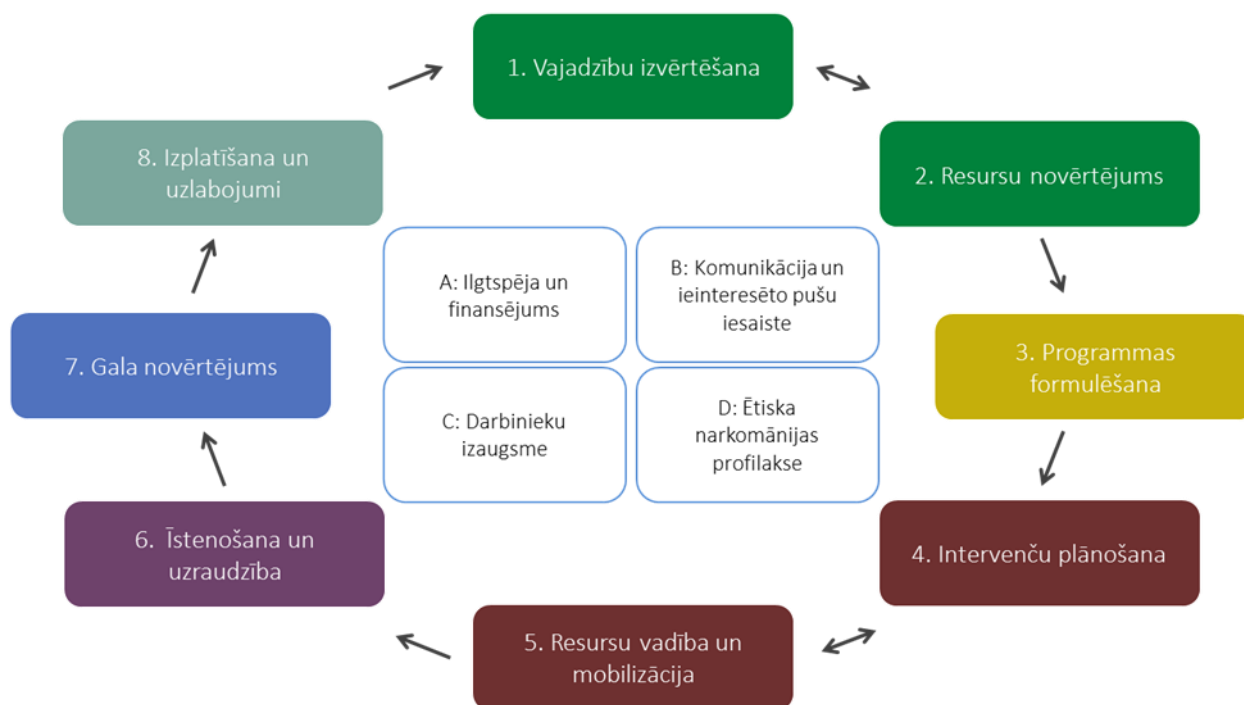 1. Vajadzību izvērtēšana
2. Resursu novērtējums
3. Programmas
formulēšana
4. Intervenču plānošana
5. Resursu vadība un
mobilizācija
6. Īstenošana un
uzraudzība
7. Gala novērtējums
8. Izplatīšana un
uzlabojumi
A: Ilgtspēja un
finansējums
B: Komunikācija un
ieinteresēto pušu
iesaiste
C: Darbinieku
izaugsme
D: Ētiska
narkomānijas
profilakse